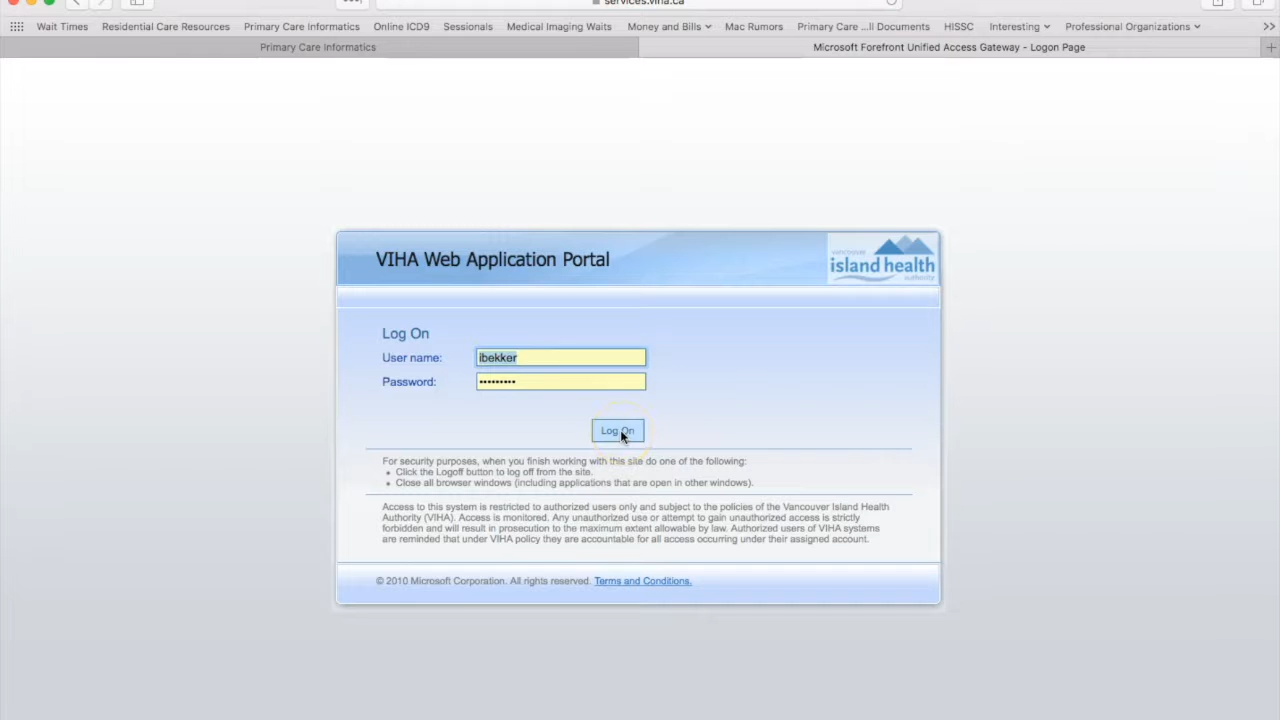 services.viha.ca
Wait Times Residential Care Resources Primary Care Informatics Online ICD9 Sessionals Medical Imaging Waits Money and Bills Mac Rumors Primary Care ...ll Documents HISSC Interesting Professional Organizations >>
Primary Care Informatics Microsoft Forefront Unified Access Gateway - Logon Page +
VIHA Web Application Portal
vancouver
island health
authority
Log On
User name: ibekker
Password: •••••••••
Log On
For security purposes, when you finish working with this site do one of the following:
• Click the Logoff button to log off from the site.
• Close all browser windows (including applications that are open in other windows).
Access to this system is restricted to authorized users only and subject to the policies of the Vancouver Island Health
Authority (VIHA). Access is monitored. Any unauthorized use or attempt to gain unauthorized access is strictly
forbidden and will result in prosecution to the maximum extent allowable by law. Authorized users of VIHA systems
are reminded that under VIHA policy they are accountable for all access occurring under their assigned account.
© 2010 Microsoft Corporation. All rights reserved. Terms and Conditions.